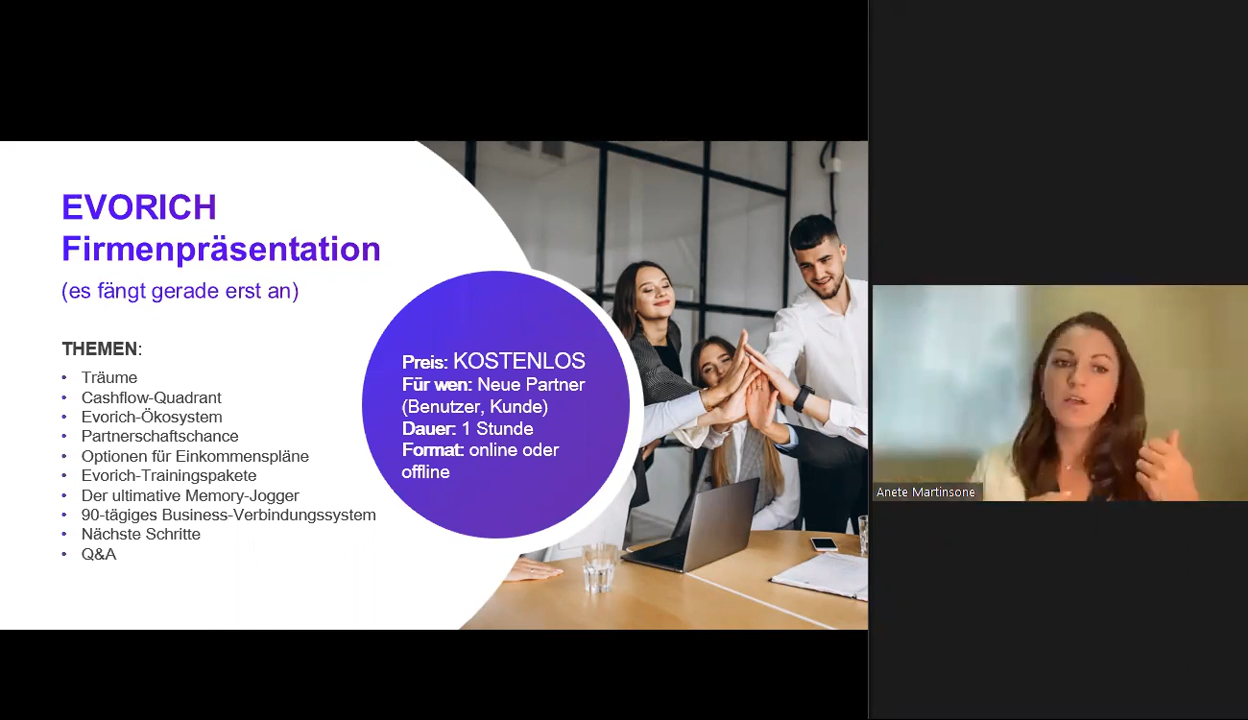 EVORICH
Firmenpräsentation
(es fängt gerade erst an)
THEMEN:
• Träume
• Cashflow-Quadrant
• Evorich-Ökosystem
• Partnerschaftschance
• Optionen für Einkommenspläne
• Evorich-Trainingspakete
• Der ultimative Memory-Jogger
• 90-tägiges Business-Verbindungssystem
• Nächste Schritte
• Q&A
Preis: KOSTENLOS
Für wen: Neue Partner
(Benutzer, Kunde)
Dauer: 1 Stunde
Format: online oder
offline
Anete Martinsone